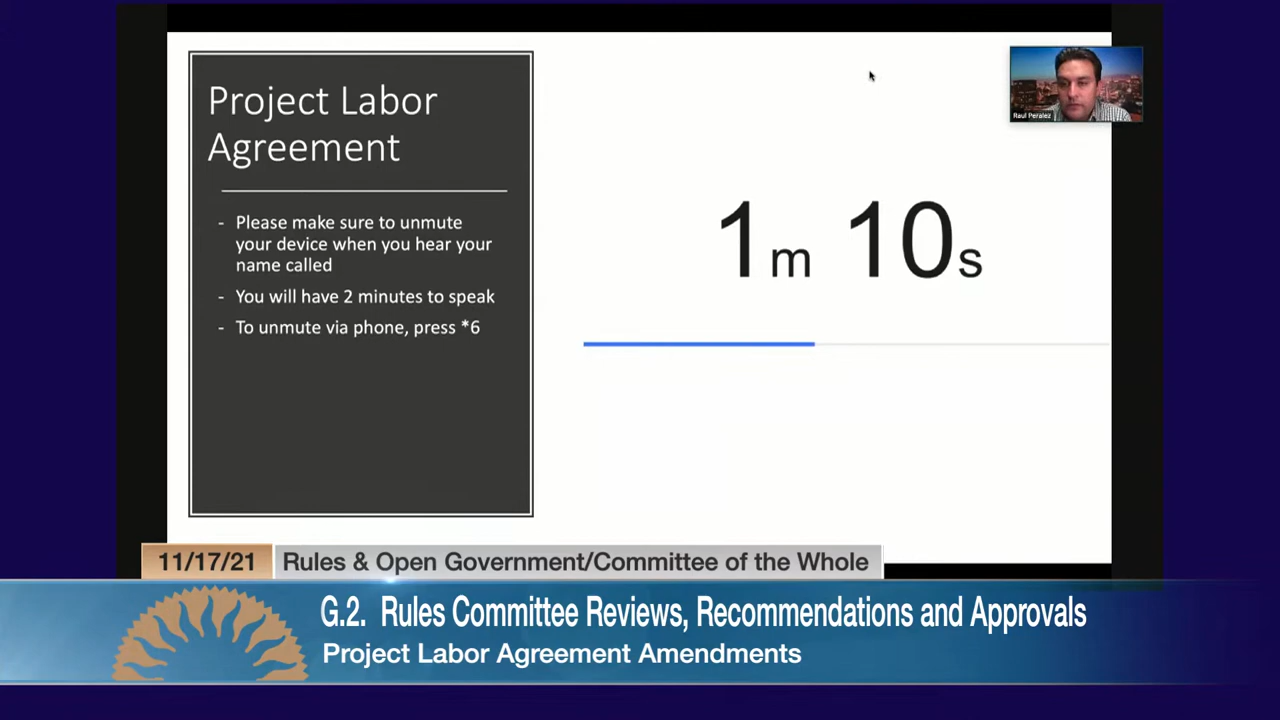 Project Labor
Agreement
- Please make sure to unmute
your device when you hear your
name called
- You will have 2 minutes to speak
- To unmute via phone, press *6
1m 10s
Raul Peralez
11/17/21 Rules & Open Government/Committee of the Whole
G.2. Rules Committee Reviews, Recommendations and Approvals
Project Labor Agreement Amendments